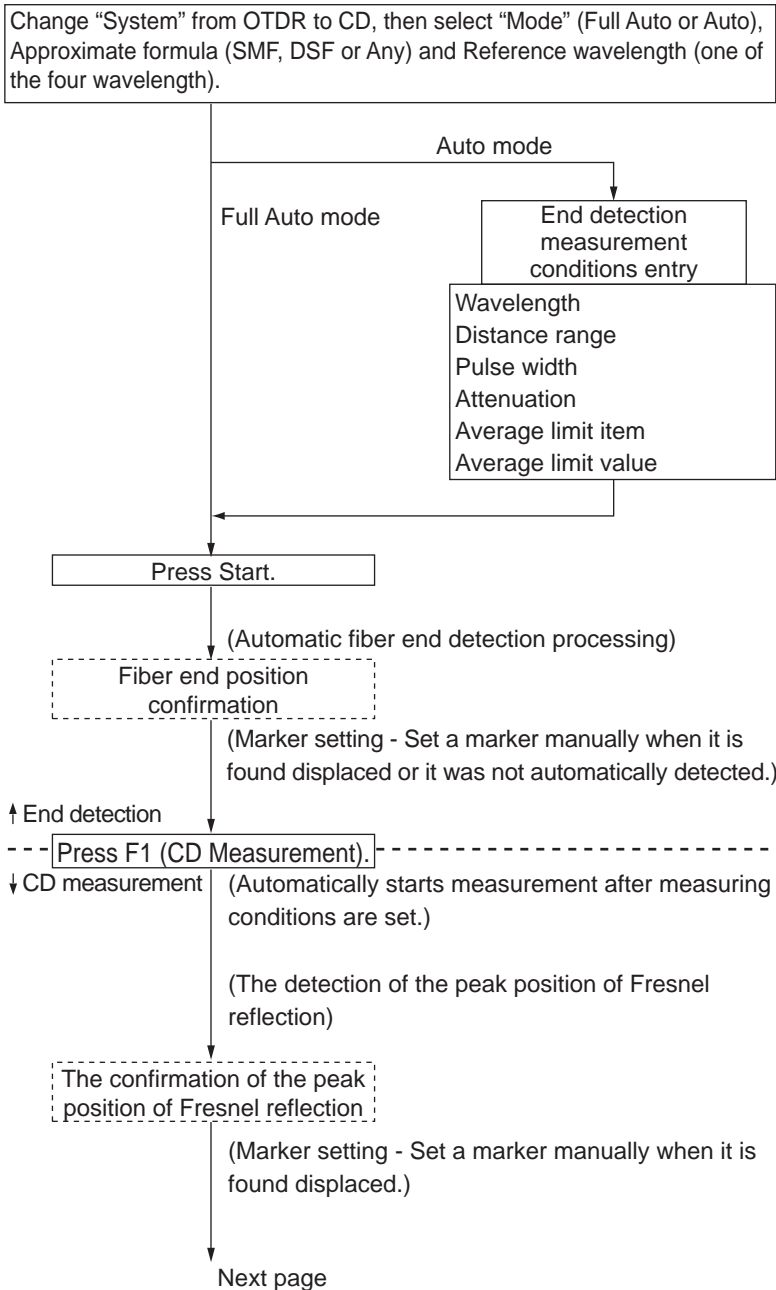 Change “System” from OTDR to CD, then select “Mode” (Full Auto or Auto),
Approximate formula (SMF, DSF or Any) and Reference wavelength (one of
the four wavelength).
Auto mode
Full Auto mode
End detection
measurement
conditions entry
Wavelength
Distance range
Pulse width
Attenuation
Average limit item
Average limit value
Press Start.
(Automatic fiber end detection processing)
Fiber end position
confirmation
(Marker setting - Set a marker manually when it is
found displaced or it was not automatically detected.)
End detection
Press F1 (CD Measurement).
CD measurement
(Automatically starts measurement after measuring
conditions are set.)
(The detection of the peak position of Fresnel
reflection)
The confirmation of the peak
position of Fresnel reflection
(Marker setting - Set a marker manually when it is
found displaced.)
Next page